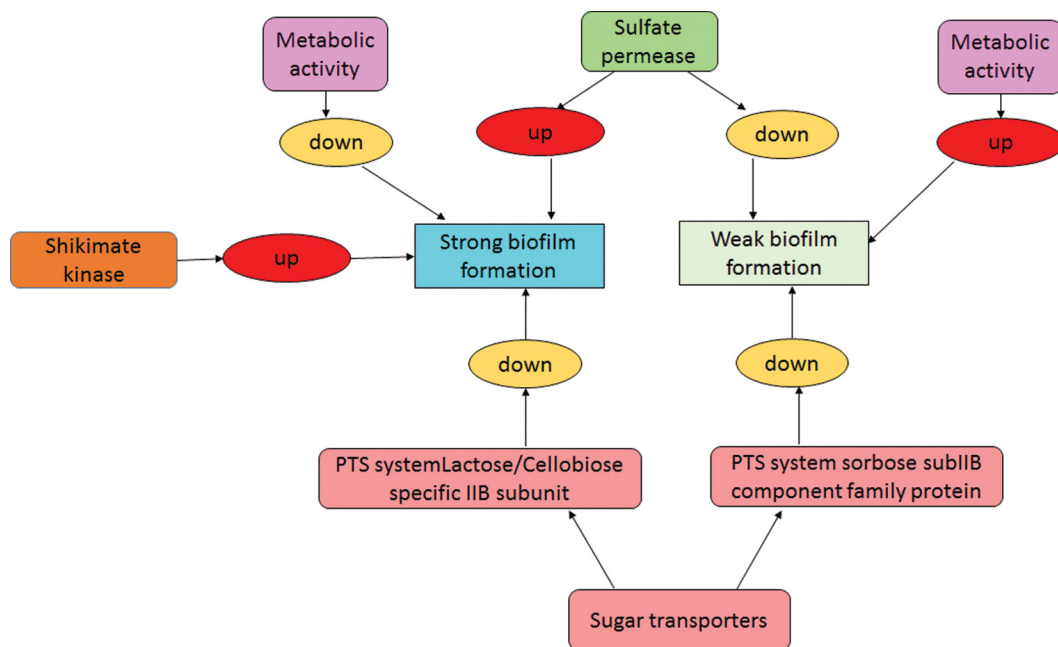 Metabolic
activity
Sulfate
permease
Metabolic
activity
down
up
down
up
Shikimate
kinase
up
Strong biofilm
formation
Weak biofilm
formation
down
down
PTS systemLactose/Cellobiose
specific IIB subunit
PTS system sorbose subIIB
component family protein
Sugar transporters